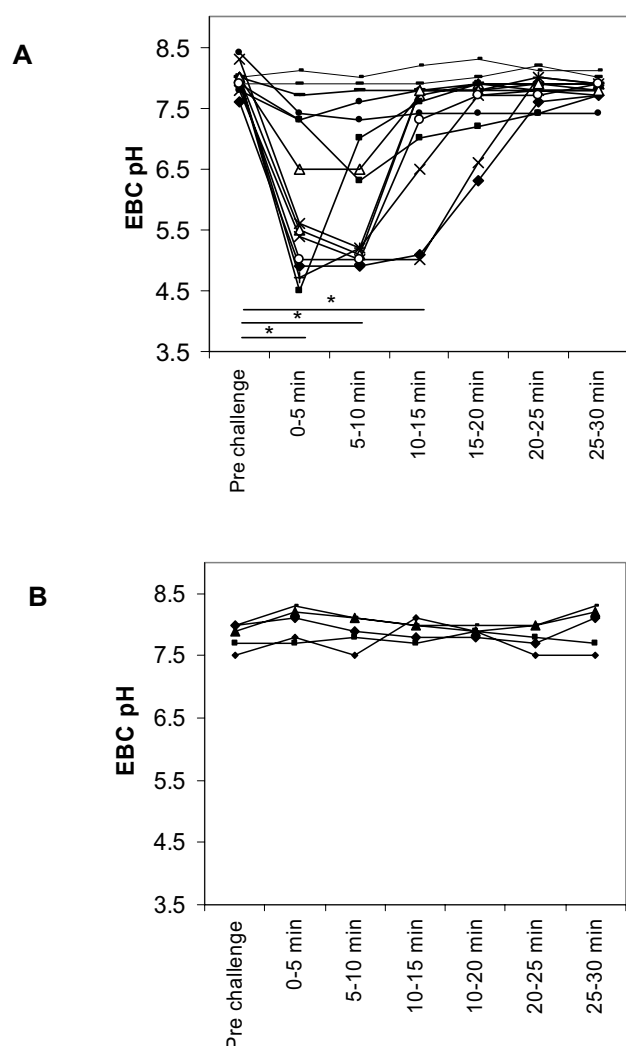 A
EBC pH
8.5
7.5
6.5
5.5
4.5
3.5
*
*
*
Pre challenge
0-5 min
5-10 min
10-15 min
15-20 min
20-25 min
25-30 min
B
EBC pH
8.5
7.5
6.5
5.5
4.5
3.5
Pre challenge
0-5 min
5-10 min
10-15 min
15-20 min
20-25 min
25-30 min